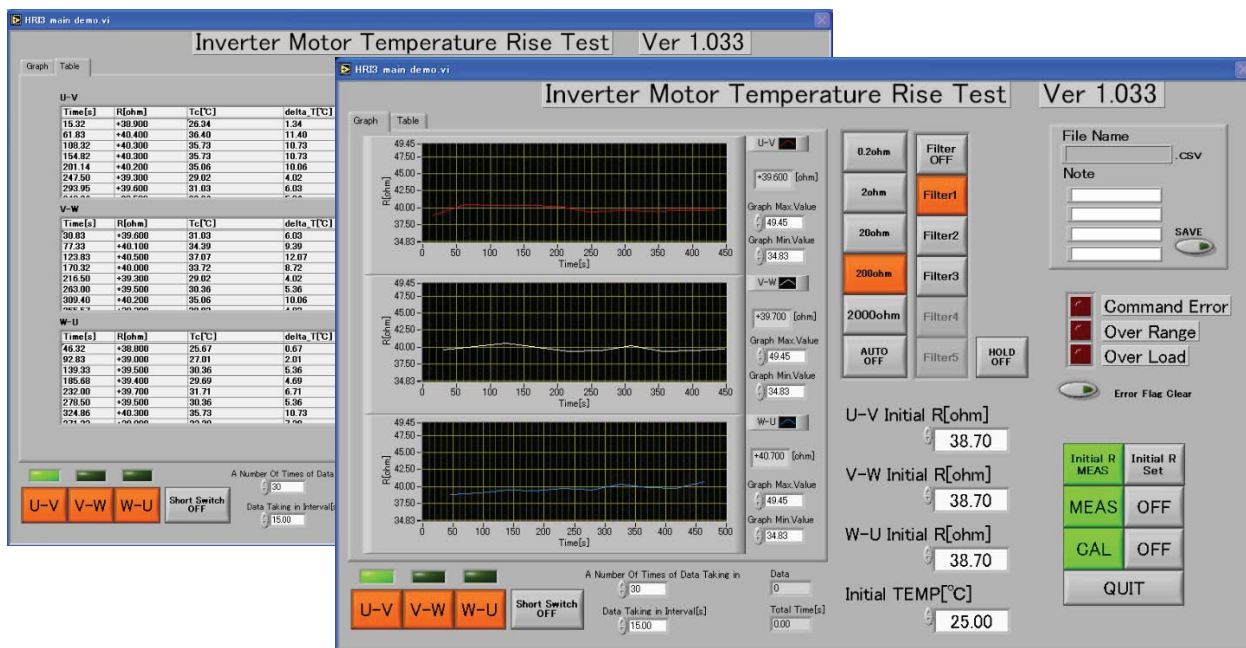 HRI3 main demo.vi
Inverter Motor Temperature Rise Test Ver 1.033
Graph Table
U-V
Time[s] R[ohm] Tc[℃] delta_T[℃]
15.32 +38.900 26.34 1.34
61.83 +40.400 36.40 11.40
108.32 +40.300 35.73 10.73
154.82 +40.300 35.73 10.73
201.14 +40.200 35.06 10.06
247.50 +39.300 29.02 4.02
293.95 +39.600 31.03 6.03
V-W
Time[s] R[ohm] Tc[℃] delta_T[℃]
30.83 +39.600 31.03 6.03
77.33 +40.100 34.39 9.39
123.83 +40.500 37.07 12.07
170.32 +40.000 33.72 8.72
216.50 +39.300 29.02 4.02
263.00 +39.500 30.36 5.36
309.40 +40.200 35.06 10.06
W-U
Time[s] R[ohm] Tc[℃] delta_T[℃]
46.32 +38.800 25.67 0.67
92.83 +39.000 27.01 2.01
139.33 +39.500 30.36 5.36
185.68 +39.400 29.69 4.69
232.00 +39.700 31.71 6.71
278.50 +39.500 30.36 5.36
324.86 +40.300 35.73 10.73
U-V V-W W-U
Short Switch
OFF
A Number Of Times of Data
30
Data Taking in Interval[s
15.00
HRI3 main demo.vi
Inverter Motor Temperature Rise Test Ver 1.033
Graph Table
49.45
47.50
45.00
42.50
40.00
37.50
34.83
R[ohm]
0 50 100 150 200 250 300 350 400 450
Time[s]
U-V
+39.600 [ohm]
Graph Max.Value
49.45
Graph Min.Value
34.83
49.45
47.50
45.00
42.50
40.00
37.50
34.83
R[ohm]
0 50 100 150 200 250 300 350 400 450
Time[s]
V-W
+39.700 [ohm]
Graph Max.Value
49.45
Graph Min.Value
34.83
49.45
47.50
45.00
42.50
40.00
37.50
34.83
R[ohm]
0 50 100 150 200 250 300 350 400 450 500
Time[s]
W-U
+40.700 [ohm]
Graph Max.Value
49.45
Graph Min.Value
34.83
U-V V-W W-U
Short Switch
OFF
A Number Of Times of Data Taking in
30
Data Taking in Interval[s]
15.00
Data
0
Total Time[s]
0.00
0.2ohm
2ohm
20ohm
200ohm
2000ohm
AUTO
OFF
Filter
OFF
Filter1
Filter2
Filter3
Filter4
Filter5
HOLD
OFF
U-V Initial R[ohm]
38.70
V-W Initial R[ohm]
38.70
W-U Initial R[ohm]
38.70
Initial TEMP[℃]
25.00
File Name
.csv
Note
SAVE
Command Error
Over Range
Over Load
Error Flag Clear
Initial R
MEAS
Initial R
Set
MEAS OFF
CAL OFF
QUIT